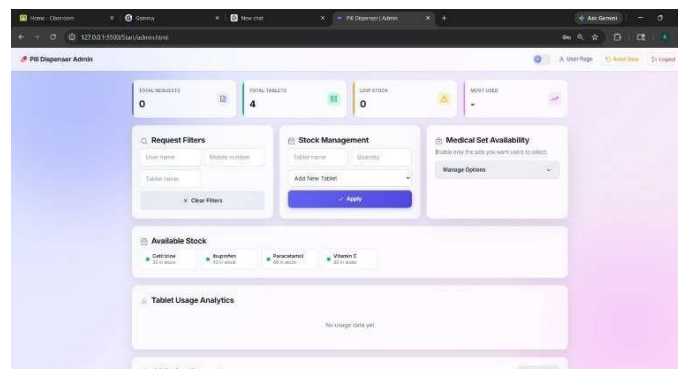 Home - Classroom
Gamma
New chat
Pill Dispenser | Admin
Ask Gemini
127.0.0.1:5500/Start/admin.html
Pill Dispenser Admin
User Page
Reset Data
Logout
TOTAL REQUESTS
0
TOTAL TABLETS
4
LOW STOCK
0
MOST USED
-
Request Filters
User name
Mobile number
Tablet name
× Clear Filters
Stock Management
Tablet name
Quantity
Add New Tablet
Apply
Medical Set Availability
Enable only the sets you want users to select.
Manage Options
Available Stock
Cetirizine
Ibuprofen
Paracetamol
Vitamin C
Tablet Usage Analytics
No usage data yet